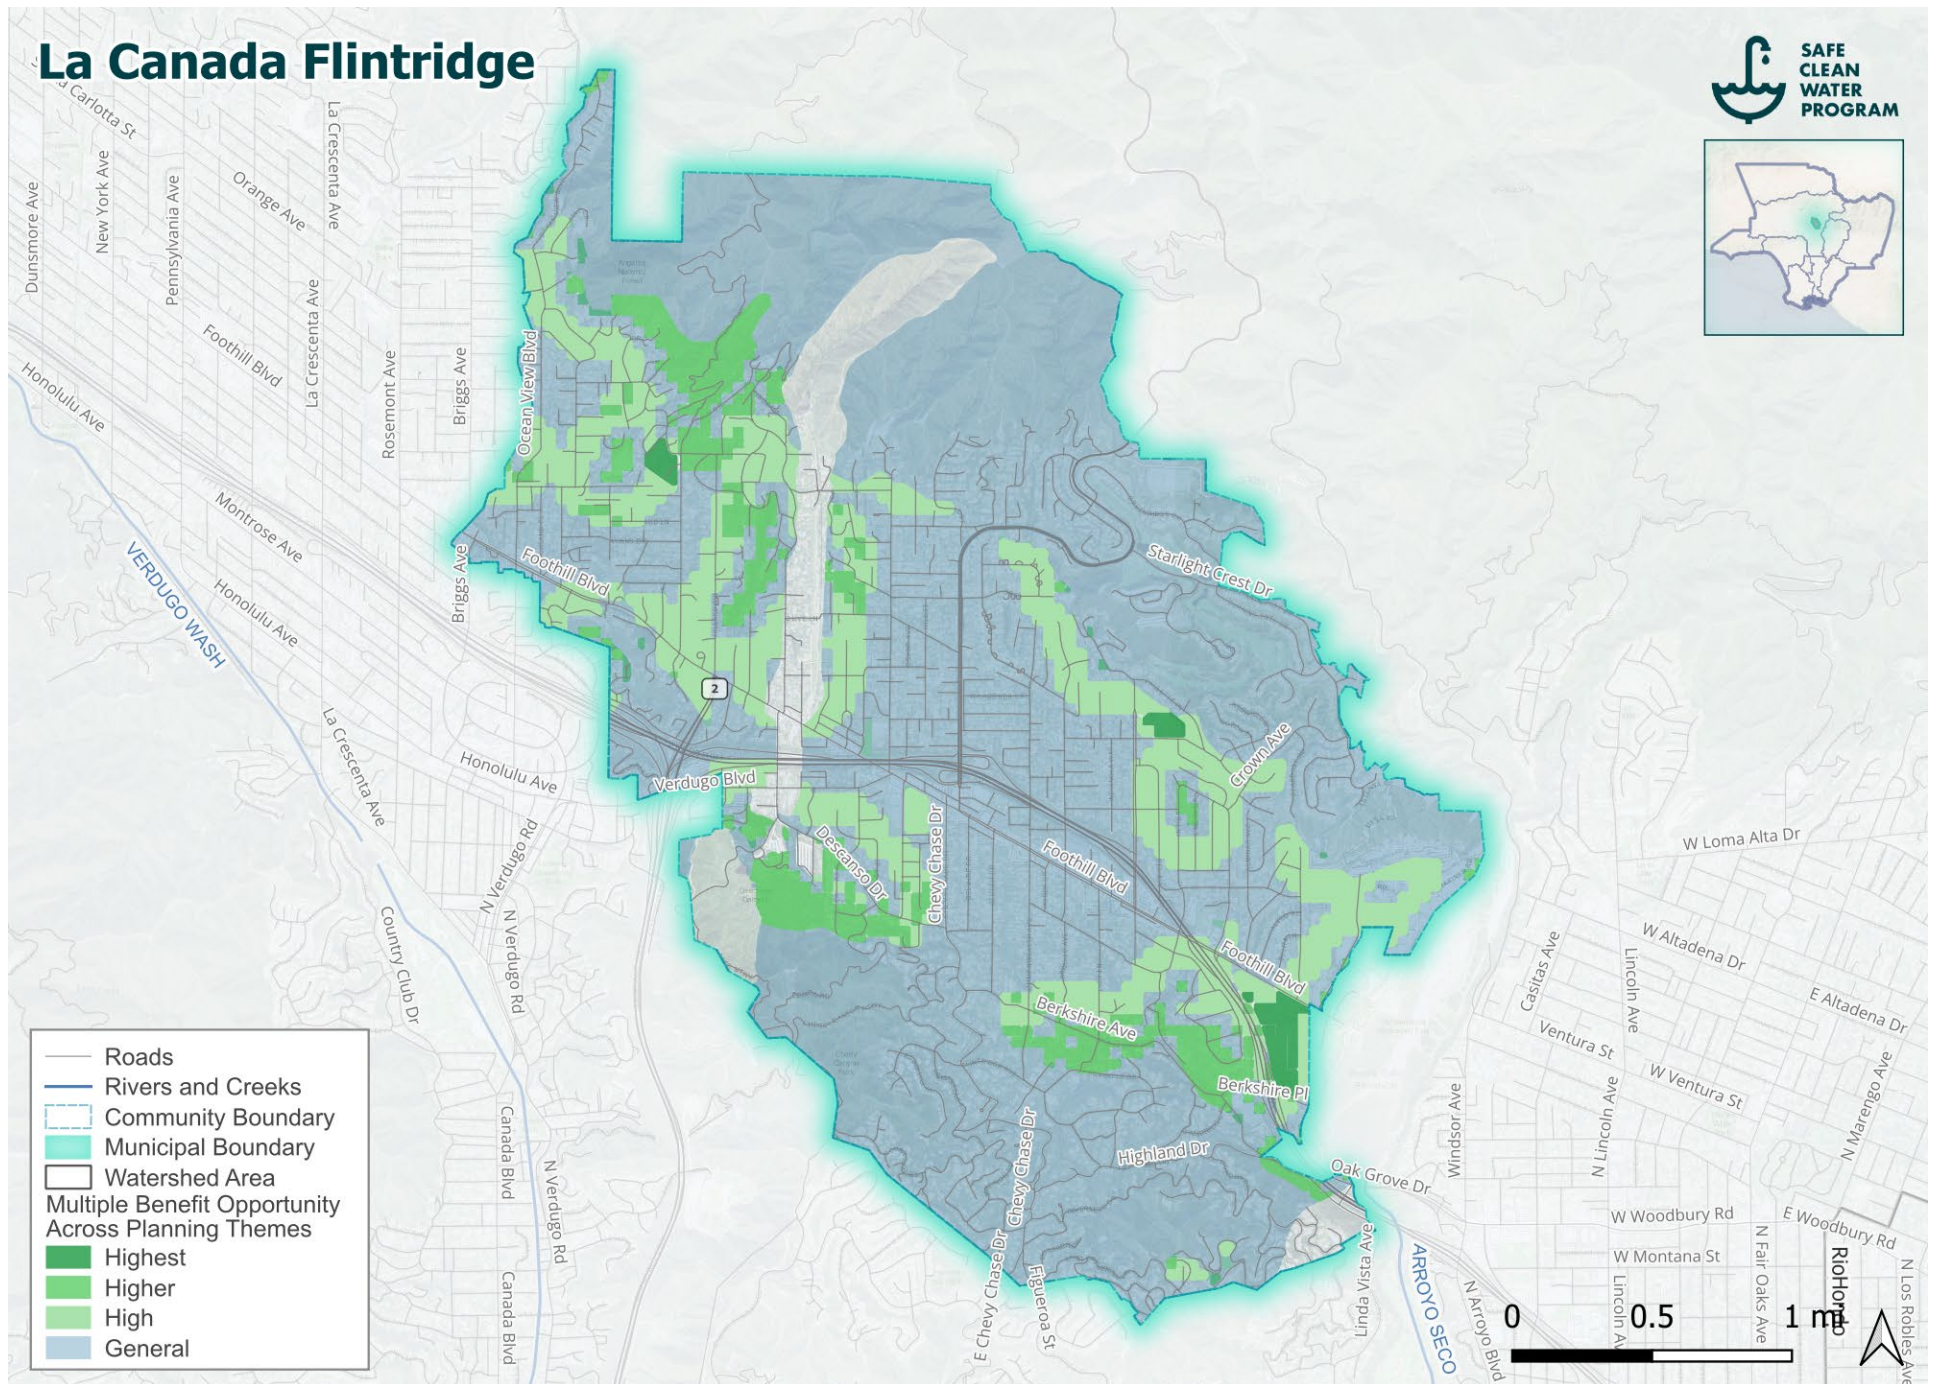 La Canada Flintridge
SAFE
CLEAN
WATER
PROGRAM
Carlotta St
Dunsmore Ave
New York Ave
Pennsylvania Ave
Orange Ave
La Crescenta Ave
La Crescenta Ave
Foothill Blvd
Honolulu Ave
Rosemont Ave
Briggs Ave
Ocean View Blvd
Montrose Ave
Honolulu Ave
VERDUGO WASH
Briggs Ave
Foothill Blvd
Starlight Crest Dr
2
La Crescenta Ave
Honolulu Ave
Verdugo Blvd
Crown Ave
N Verdugo Rd
Descanso Dr
Chevy Chase Dr
Foothill Blvd
W Loma Alta Dr
Country Club Dr
N Verdugo Rd
Foothill Blvd
Casitas Ave
Lincoln Ave
W Altadena Dr
E Altadena Dr
Berkshire Ave
Ventura St
W Ventura St
Berkshire Pl
Windsor Ave
N Lincoln Ave
N Marengo Ave
Canada Blvd
N Verdugo Rd
Chevy Chase Dr
Highland Dr
Oak Grove Dr
W Woodbury Rd
E Woodbury Rd
W Montana St
N Fair Oaks Ave
E Chevy Chase Dr
Figueroa St
Linda Vista Ave
ARROYO SECO
N Arroyo Blvd
Lincoln Av
RioHondo
N Los Robles Ave
Canada Blvd
Roads
Rivers and Creeks
Community Boundary
Municipal Boundary
Watershed Area
Multiple Benefit Opportunity
Across Planning Themes
Highest
Higher
High
General
0 0.5 1 mi